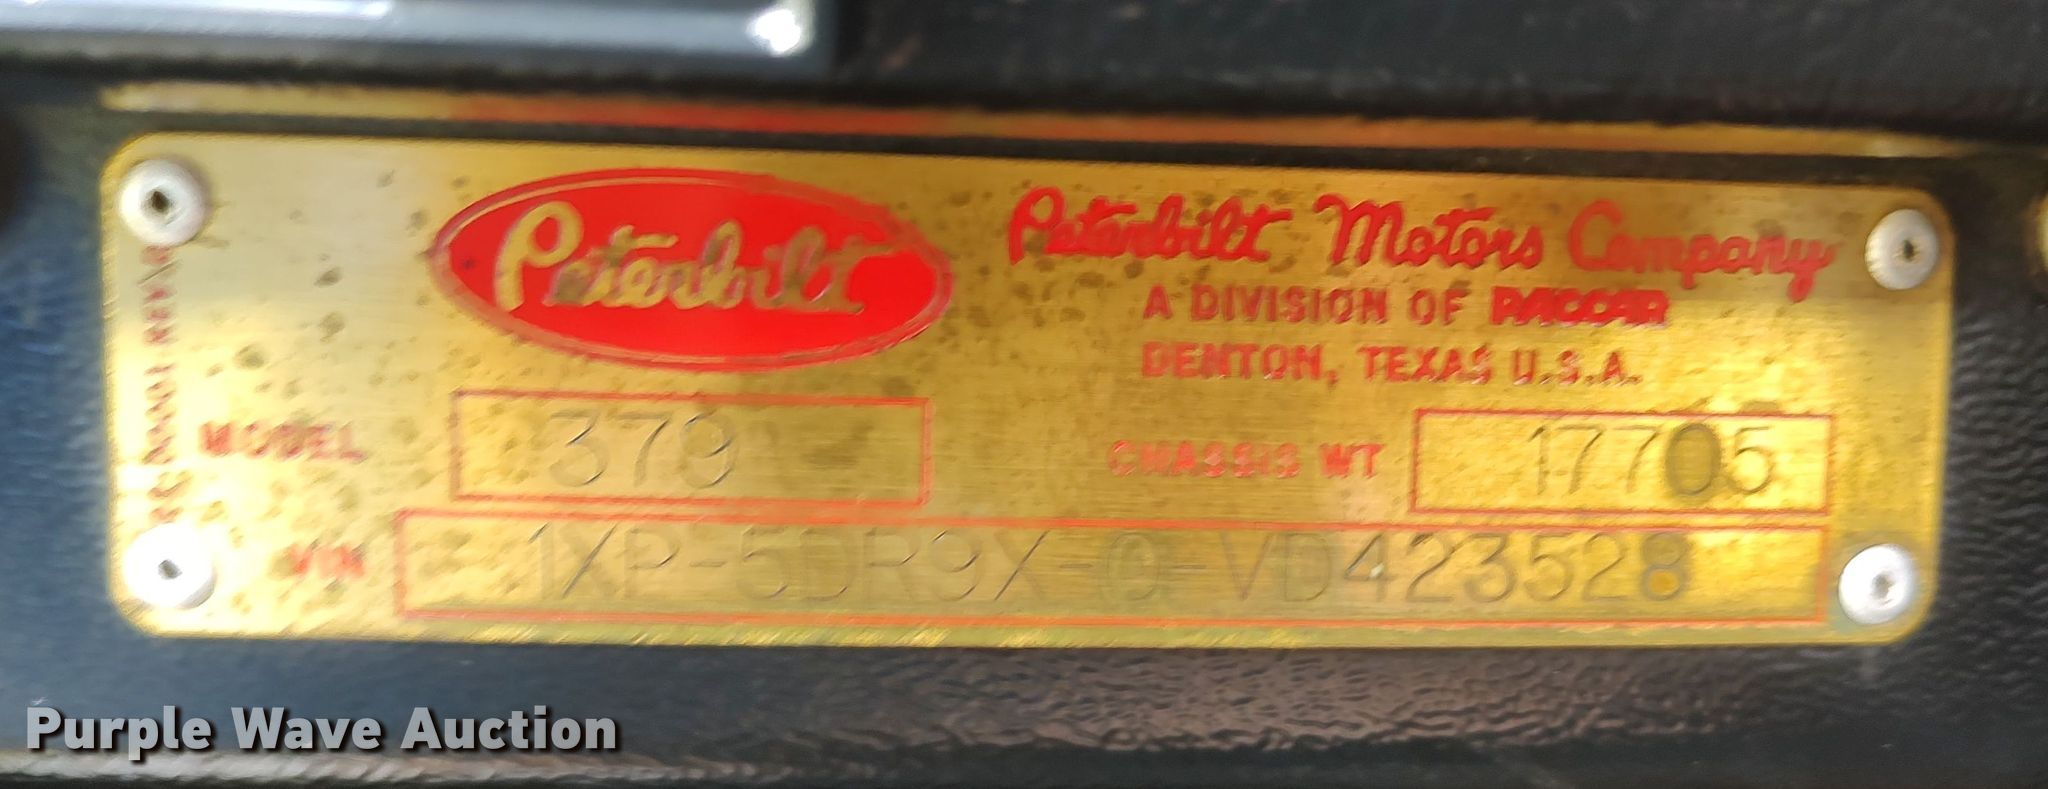 Peterbilt
Peterbilt Motors Company
A DIVISION OF PACCAR
DENTON, TEXAS U.S.A.
MODEL 379
CHASSIS WT 17705
VIN 1XP-5DR9X-0-VD423528
Purple Wave Auction